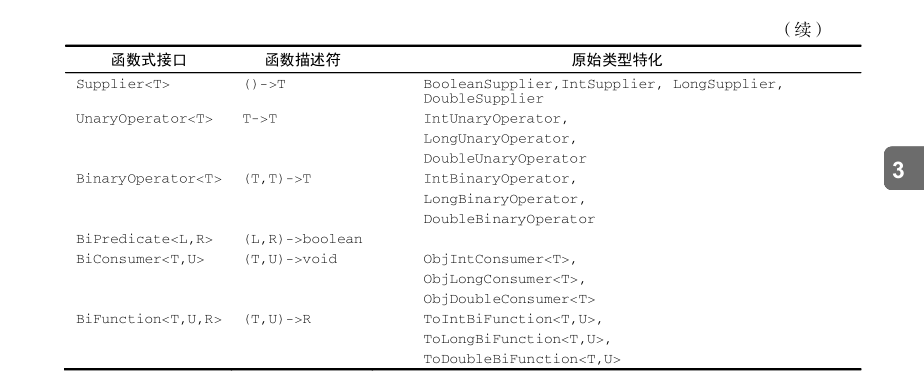 （续）
函数式接口 函数描述符 原始类型特化
Supplier<T> ()->T BooleanSupplier,IntSupplier, LongSupplier,
DoubleSupplier
UnaryOperator<T> T->T IntUnaryOperator,
LongUnaryOperator,
DoubleUnaryOperator
BinaryOperator<T> (T,T)->T IntBinaryOperator,
LongBinaryOperator,
DoubleBinaryOperator
BiPredicate<L,R> (L,R)->boolean
BiConsumer<T,U> (T,U)->void ObjIntConsumer<T>,
ObjLongConsumer<T>,
ObjDoubleConsumer<T>
BiFunction<T,U,R> (T,U)->R ToIntBiFunction<T,U>,
ToLongBiFunction<T,U>,
ToDoubleBiFunction<T,U>
3